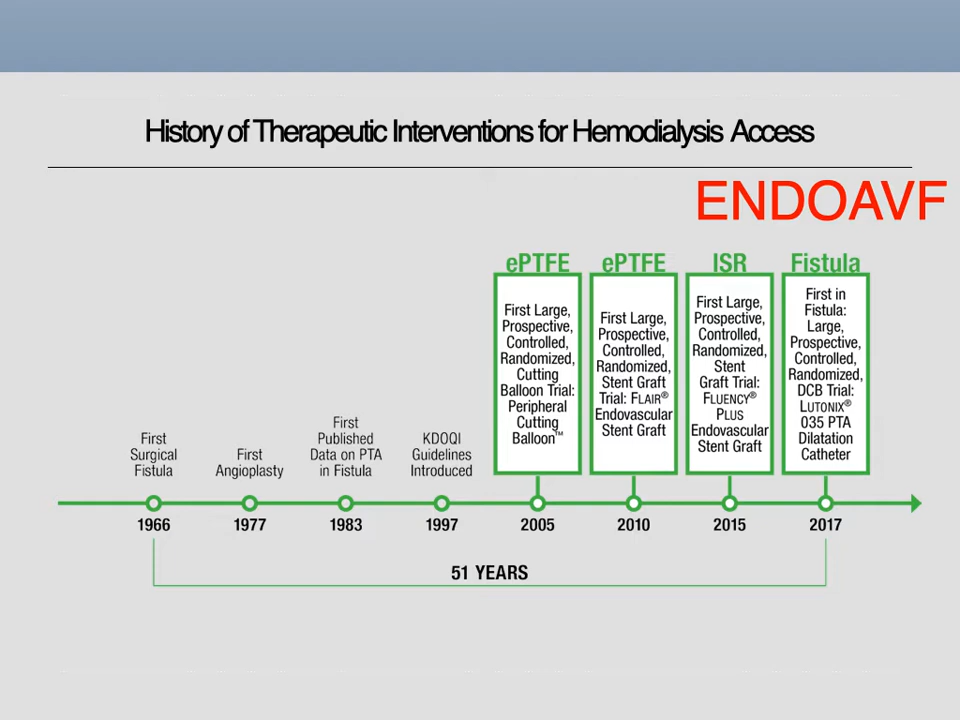 History of Therapeutic Interventions for Hemodialysis Access
ENDOAVF
ePTFE
First Large,
Prospective,
Controlled,
Randomized,
Cutting
Balloon Trial:
Peripheral
Cutting
Balloon™
ePTFE
First Large,
Prospective,
Controlled,
Randomized,
Stent Graft
Trial: FLAIR®
Endovascular
Stent Graft
ISR
First Large,
Prospective,
Controlled,
Randomized,
Stent
Graft Trial:
FLUENCY®
PLUS
Endovascular
Stent Graft
Fistula
First in
Fistula:
Large,
Prospective,
Controlled,
Randomized,
DCB Trial:
LUTONIX®
035 PTA
Dilatation
Catheter
First
Surgical
Fistula
First
Angioplasty
First
Published
Data on PTA
in Fistula
KDOQI
Guidelines
Introduced
1966
1977
1983
1997
2005
2010
2015
2017
51 YEARS